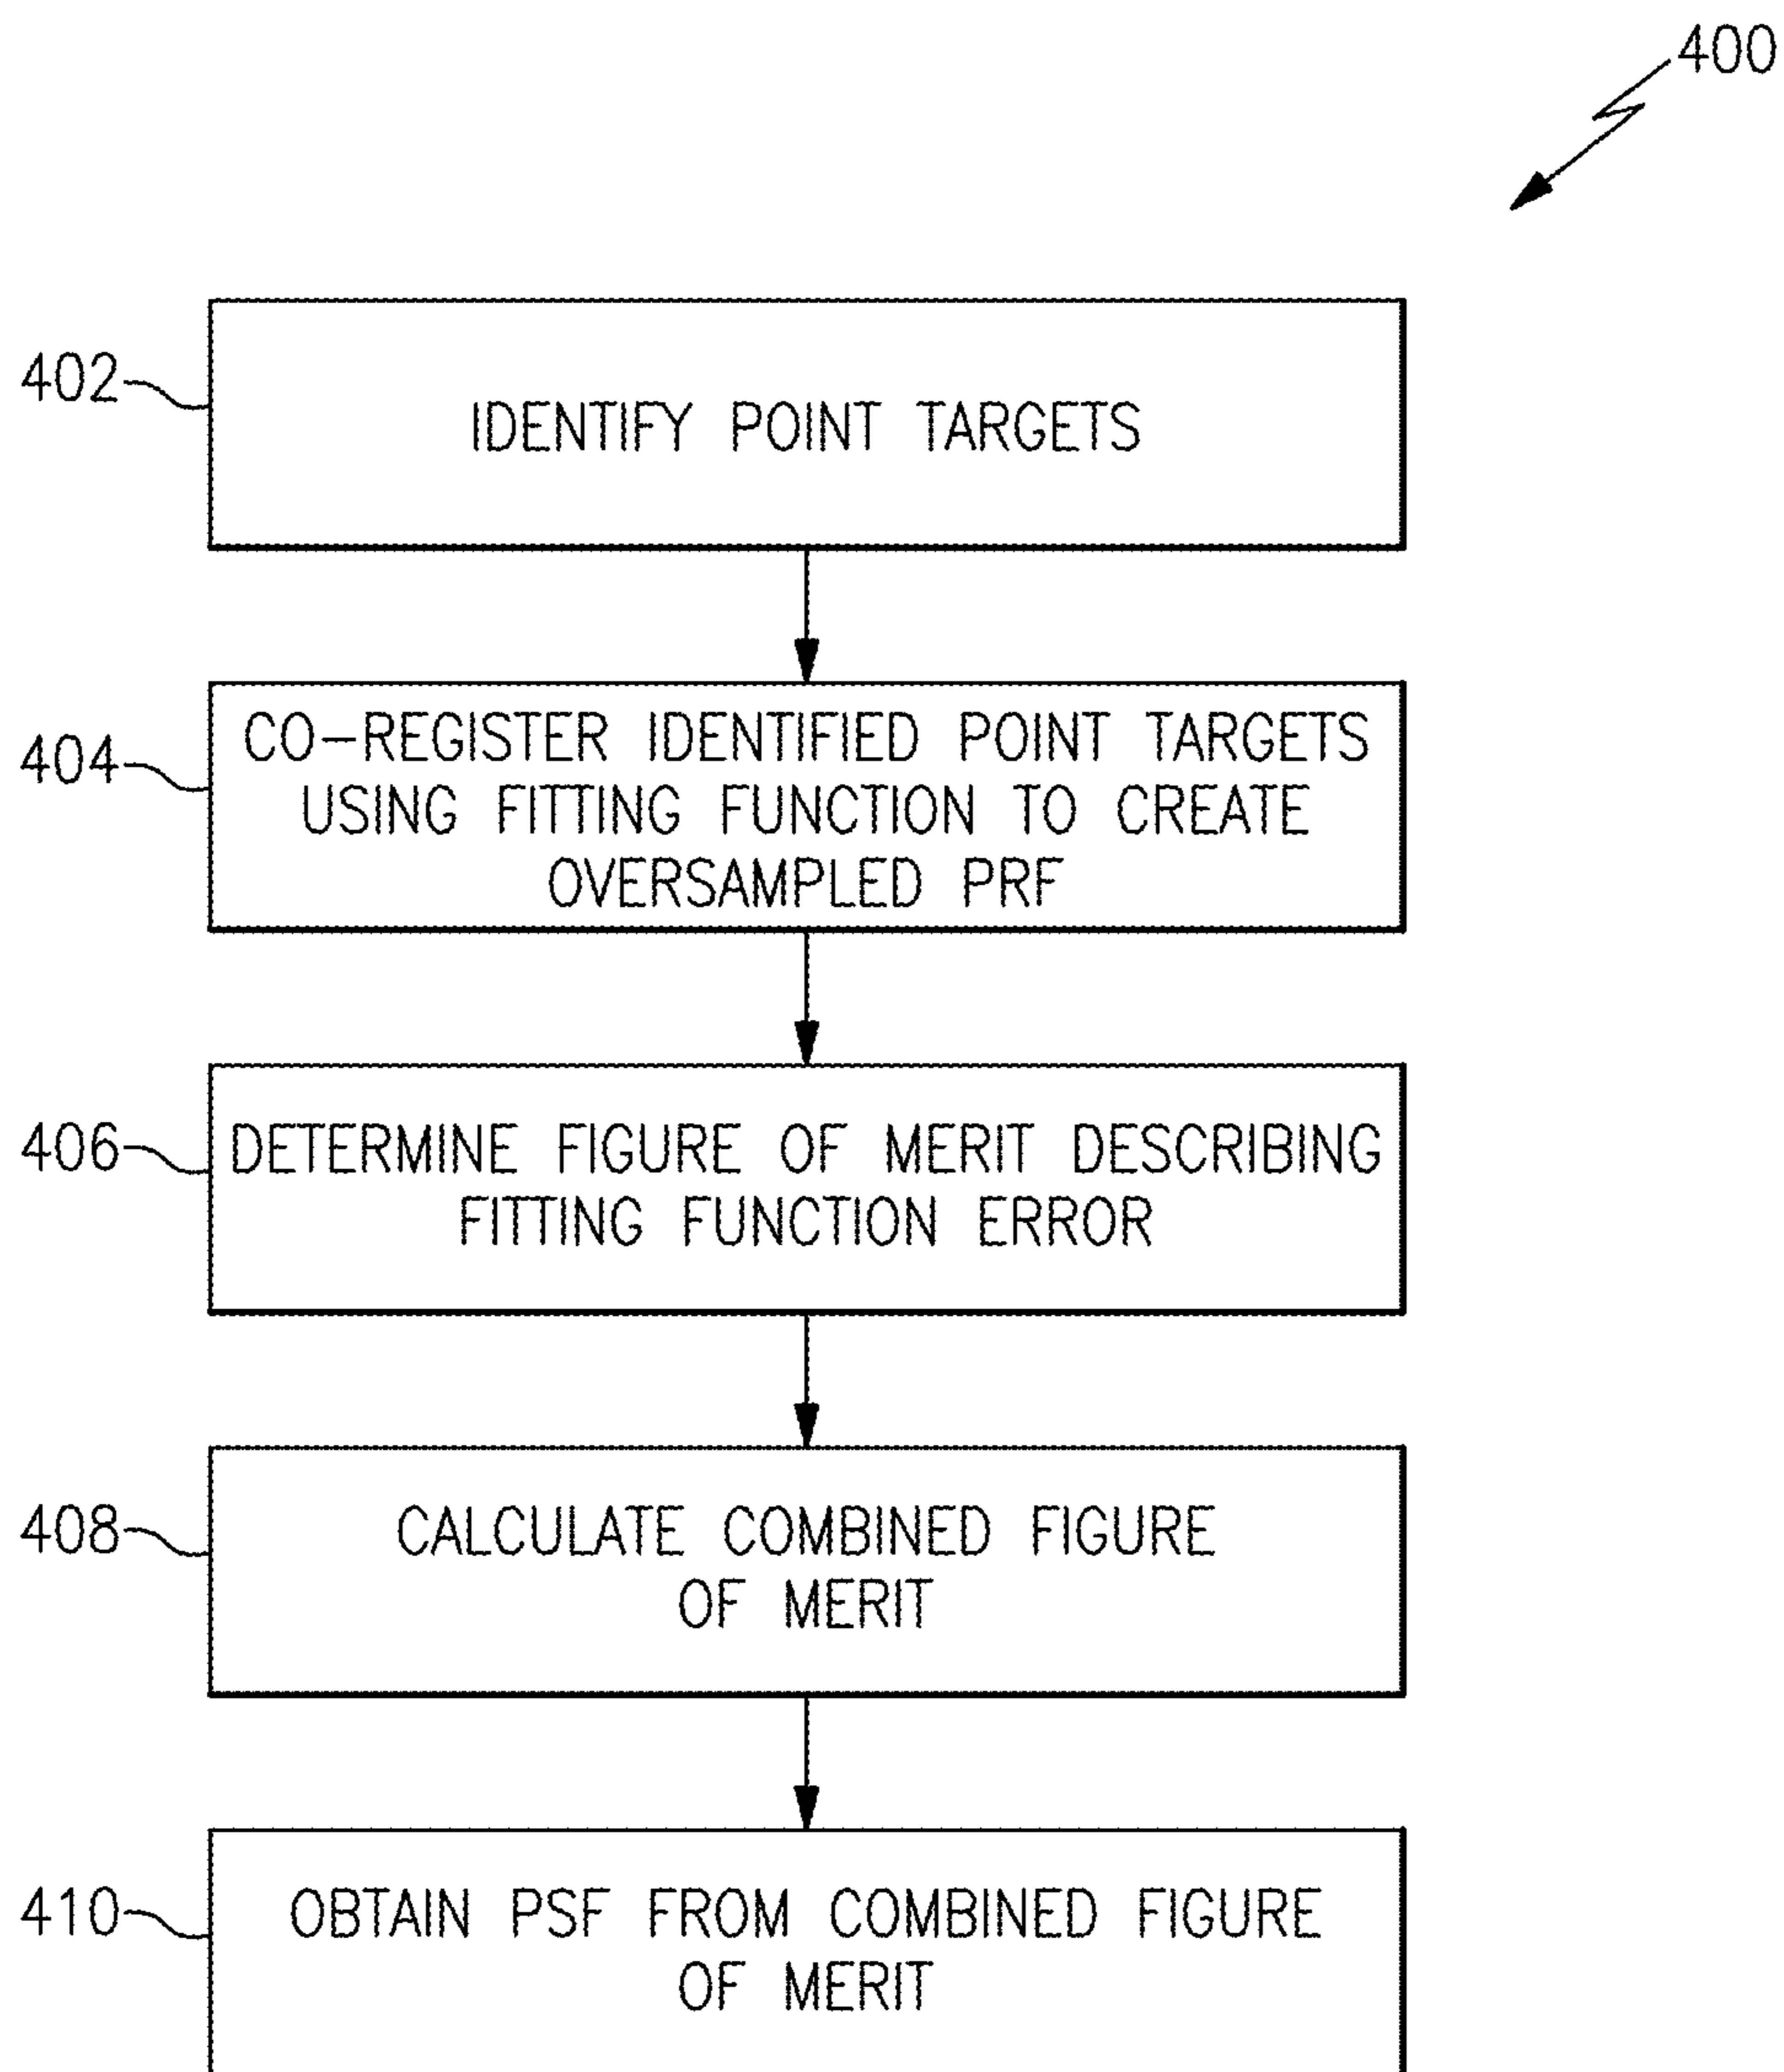 400
402
IDENTIFY POINT TARGETS
404
CO-REGISTER IDENTIFIED POINT TARGETS
USING FITTING FUNCTION TO CREATE
OVERSAMPLED PRF
406
DETERMINE FIGURE OF MERIT DESCRIBING
FITTING FUNCTION ERROR
408
CALCULATE COMBINED FIGURE
OF MERIT
410
OBTAIN PSF FROM COMBINED FIGURE
OF MERIT